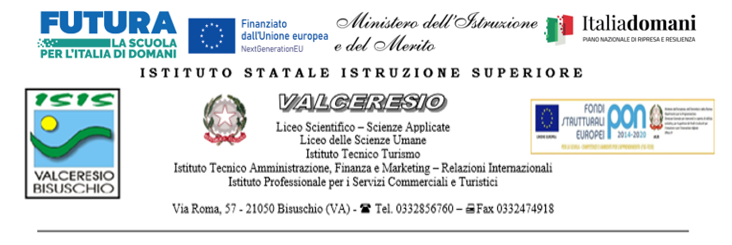 FUTURA
LA SCUOLA
PER L'ITALIA DI DOMANI
Finanziato
dall'Unione europea
NextGenerationEU
Ministero dell'Istruzione
e del Merito
Italiadomani
PIANO NAZIONALE DI RIPRESA E RESILIENZA
ISTITUTO STATALE ISTRUZIONE SUPERIORE
ISIS
VALCERESIO
BISUSCHIO
VALCERESIO
Liceo Scientifico – Scienze Applicate
Liceo delle Scienze Umane
Istituto Tecnico Turismo
Istituto Tecnico Amministrazione, Finanza e Marketing – Relazioni Internazionali
Istituto Professionale per i Servizi Commerciali e Turistici
Via Roma, 57 - 21050 Bisuschio (VA) - ☎ Tel. 0332856760 – Fax 0332474918
FONDI
STRUTTURALI
EUROPEI
pon
2014-2020